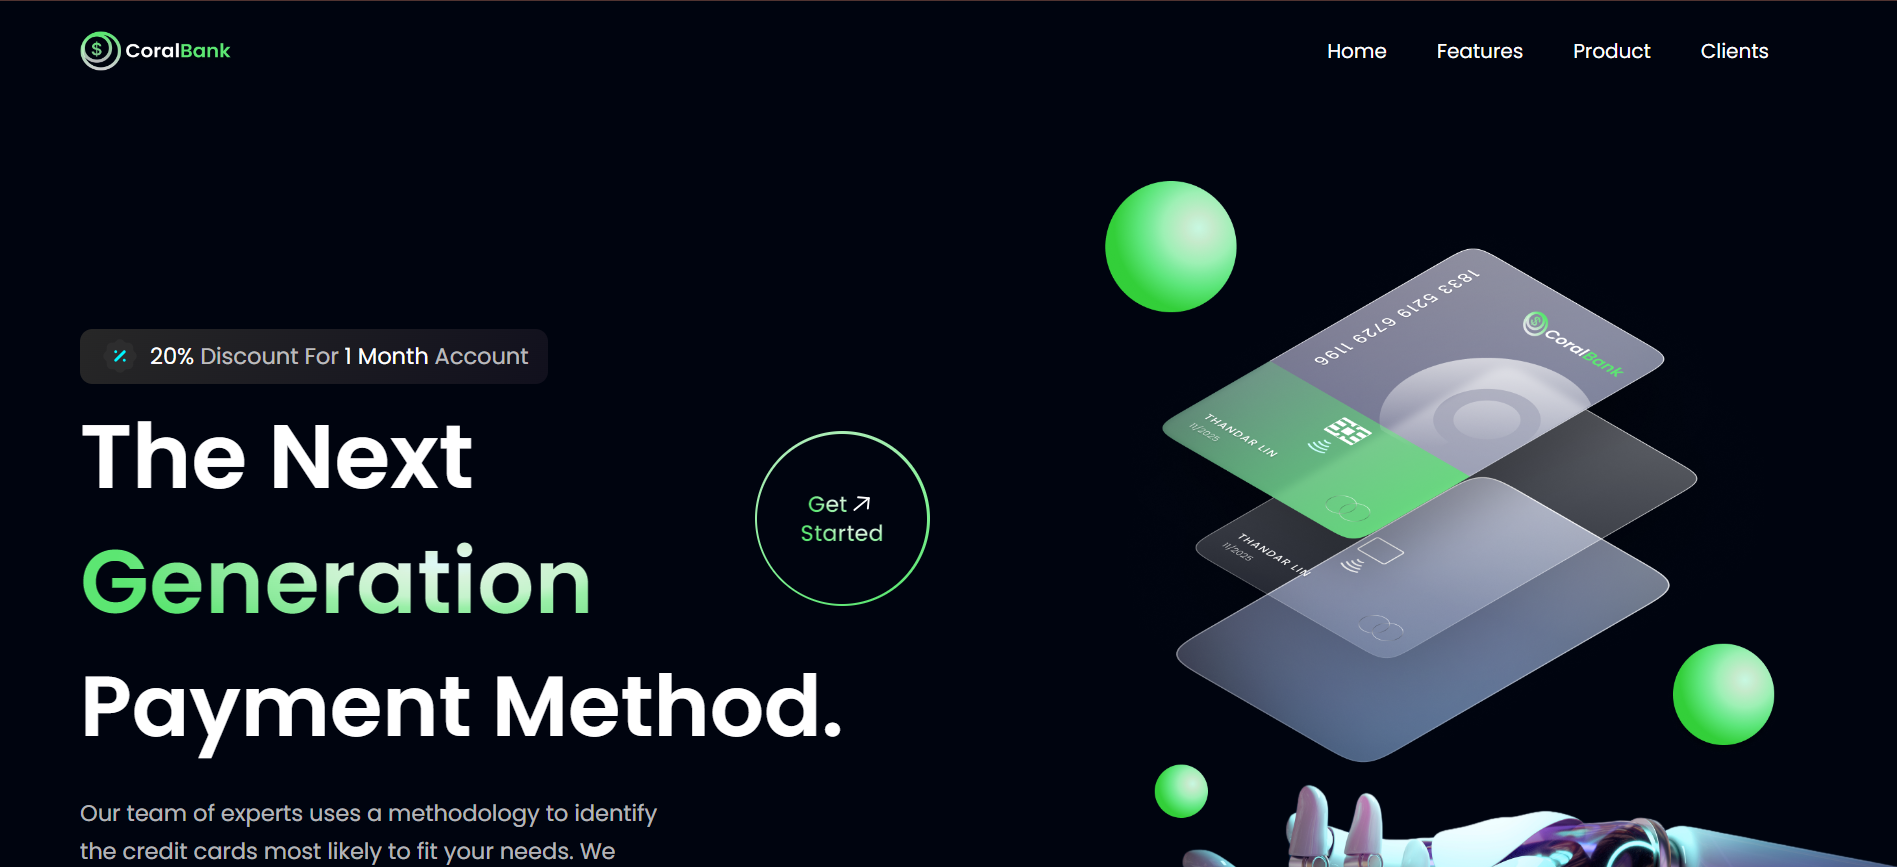 CoralBank
Home
Features
Product
Clients
20% Discount For 1 Month Account
The Next
Generation
Payment Method.
Get
Started
Our team of experts uses a methodology to identify
the credit cards most likely to fit your needs. We
1833 5219 6729 1196
CoralBank
THANDAR LIN
11/2025
THANDAR LIN
11/2025